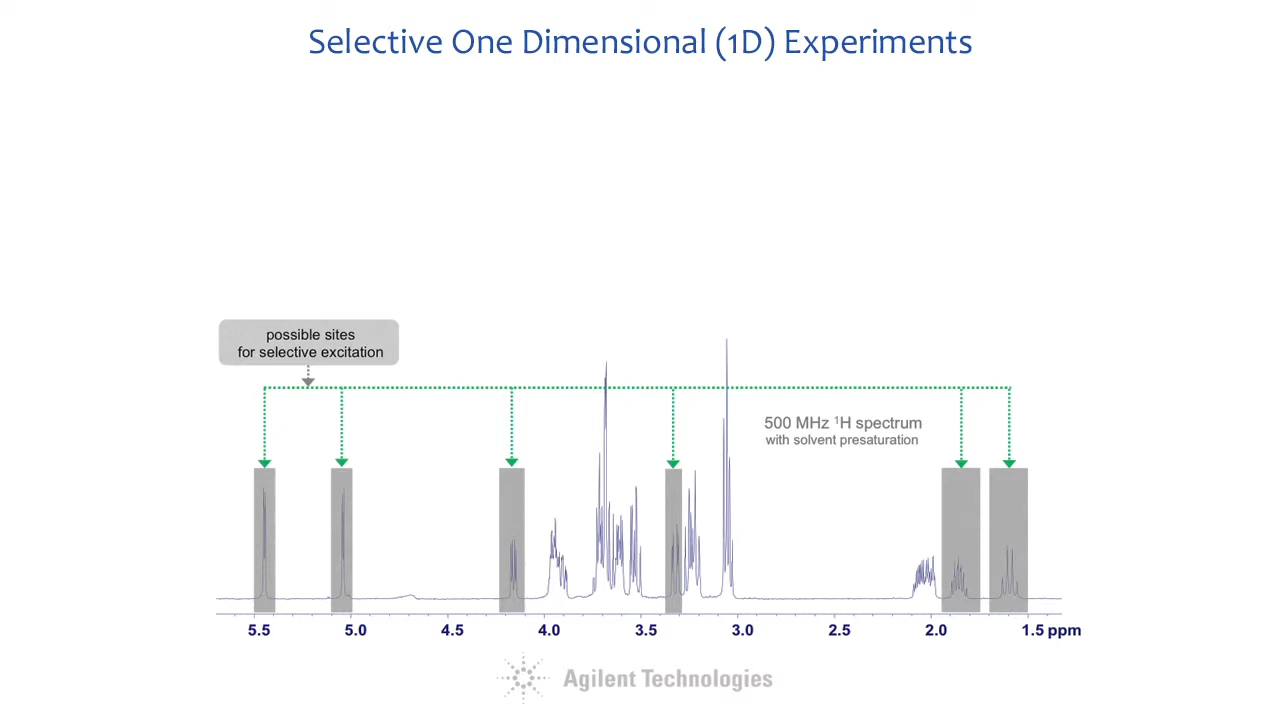 Selective One Dimensional (1D) Experiments
possible sites
for selective excitation
500 MHz ¹H spectrum
with solvent presaturation
5.5 5.0 4.5 4.0 3.5 3.0 2.5 2.0 1.5 ppm
Agilent Technologies